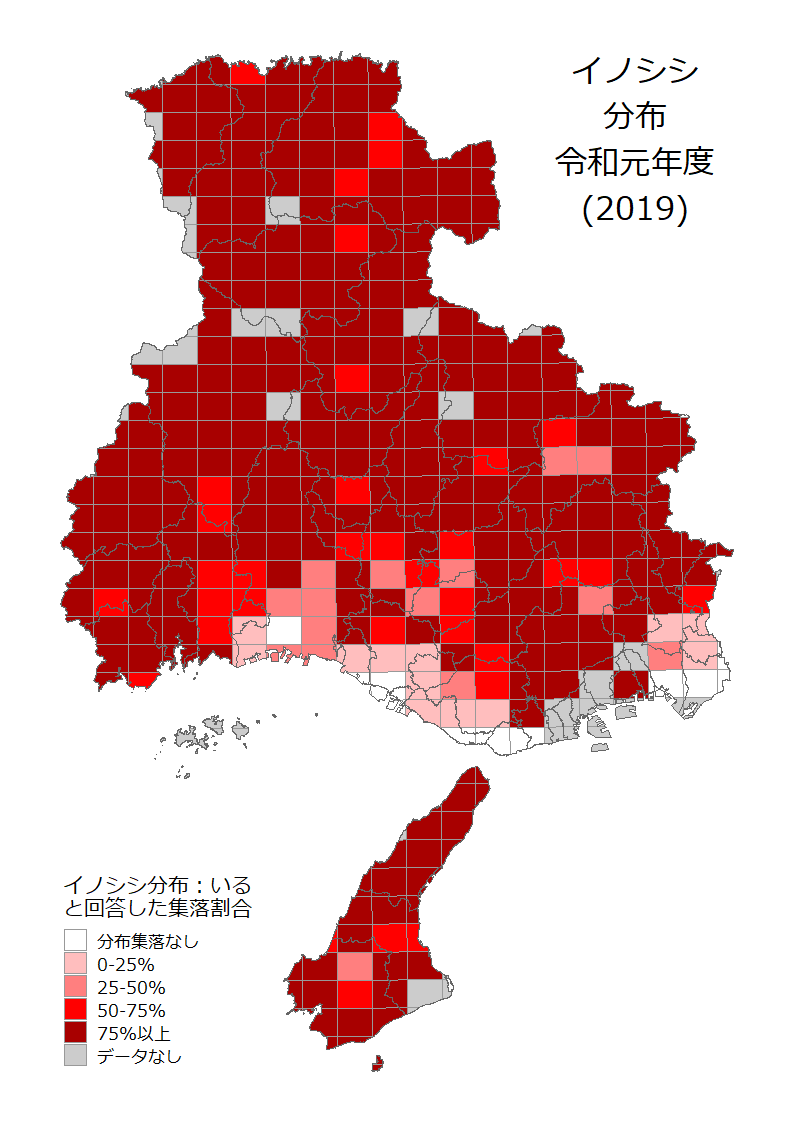 イノシシ
分布
令和元年度
(2019)
イノシシ分布：いる
と回答した集落割合
分布集落なし
0-25%
25-50%
50-75%
75%以上
データなし